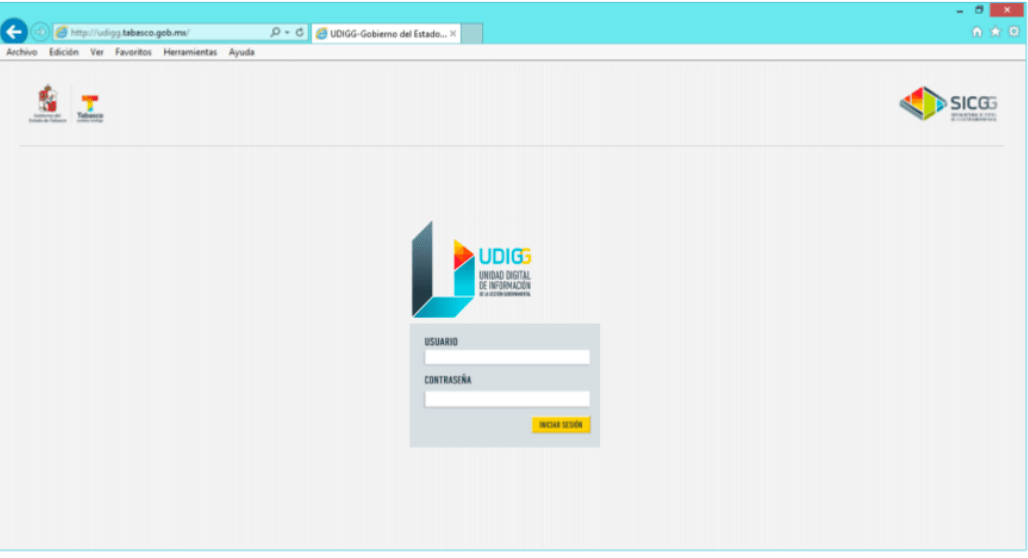 http://udigg.tabasco.gob.mx/
UDIGG-Gobierno del Estado...
Archivo Edición Ver Favoritos Herramientas Ayuda
Gobierno del
Estado de Tabasco
Tabasco
SICGG
UDIGG
UNIDAD DIGITAL
DE INFORMACIÓN
DE LA GESTIÓN GUBERNAMENTAL
USUARIO
CONTRASEÑA
INICIAR SESIÓN